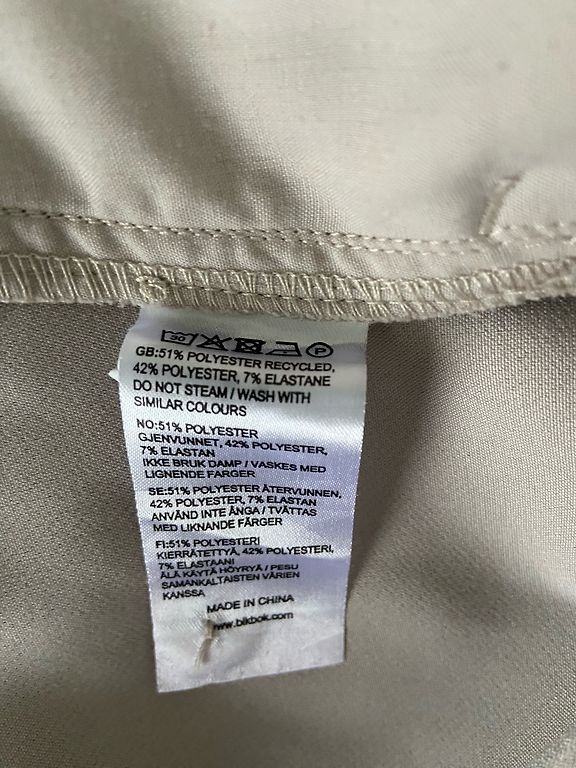 30 P
GB:51% POLYESTER RECYCLED,
42% POLYESTER, 7% ELASTANE
DO NOT STEAM / WASH WITH
SIMILAR COLOURS
NO:51% POLYESTER
GJENVUNNET, 42% POLYESTER,
7% ELASTAN
IKKE BRUK DAMP / VASKES MED
LIGNENDE FARGER
SE:51% POLYESTER ÅTERVUNNEN,
42% POLYESTER, 7% ELASTAN
ANVÄND INTE ÅNGA / TVÄTTAS
MED LIKNANDE FÄRGER
FI:51% POLYESTERI
KIERRÄTETTYÄ, 42% POLYESTERI,
7% ELASTAANI
ÄLÄ KÄYTÄ HÖYRYÄ / PESU
SAMANKALTAISTEN VÄRIEN
KANSSA
MADE IN CHINA
www.bikbok.com